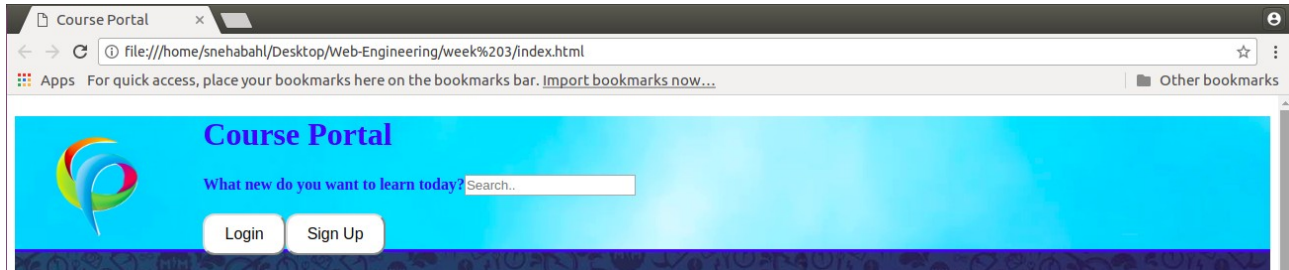 Course Portal
file:///home/snehabahl/Desktop/Web-Engineering/week%203/index.html
Apps For quick access, place your bookmarks here on the bookmarks bar. Import bookmarks now... Other bookmarks
Course Portal
What new do you want to learn today? Search..
Login Sign Up